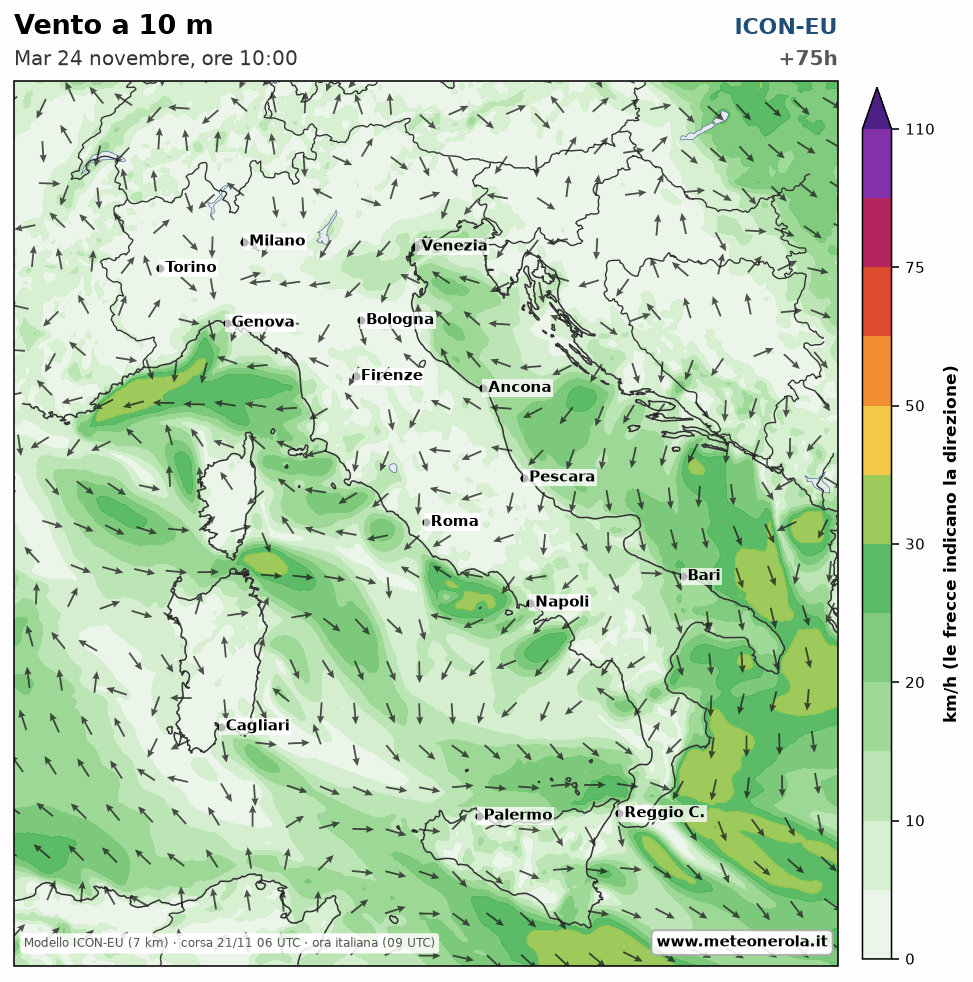 Vento a 10 m
ICON-EU
Mar 24 novembre, ore 10:00
+75h
110
75
50
30
20
10
0
km/h (le frecce indicano la direzione)
Milano
Venezia
Torino
Genova
Bologna
Firenze
Ancona
Pescara
Roma
Bari
Napoli
Cagliari
Palermo
Reggio C.
Modello ICON-EU (7 km) · corsa 21/11 06 UTC · ora italiana (09 UTC)
www.meteonerola.it